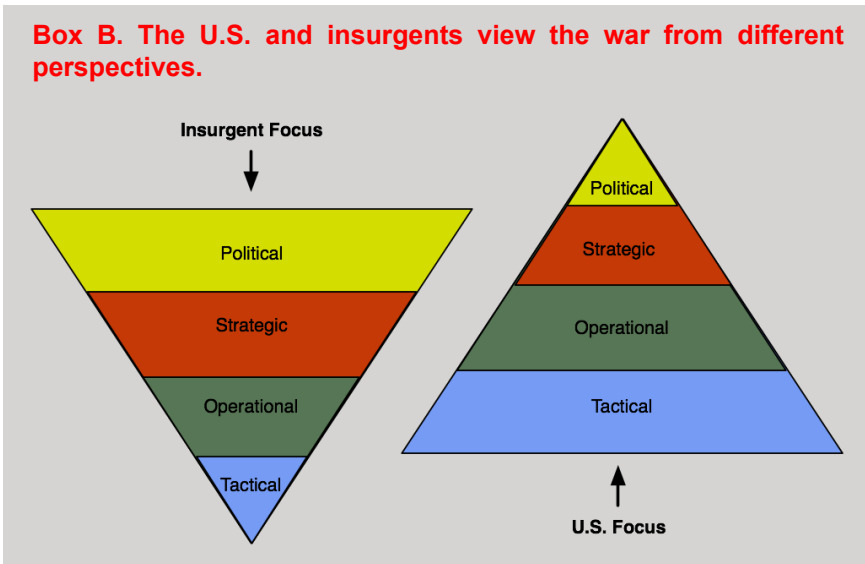 Box B. The U.S. and insurgents view the war from different
perspectives.
Insurgent Focus
Political
Strategic
Operational
Tactical
Political
Strategic
Operational
Tactical
U.S. Focus